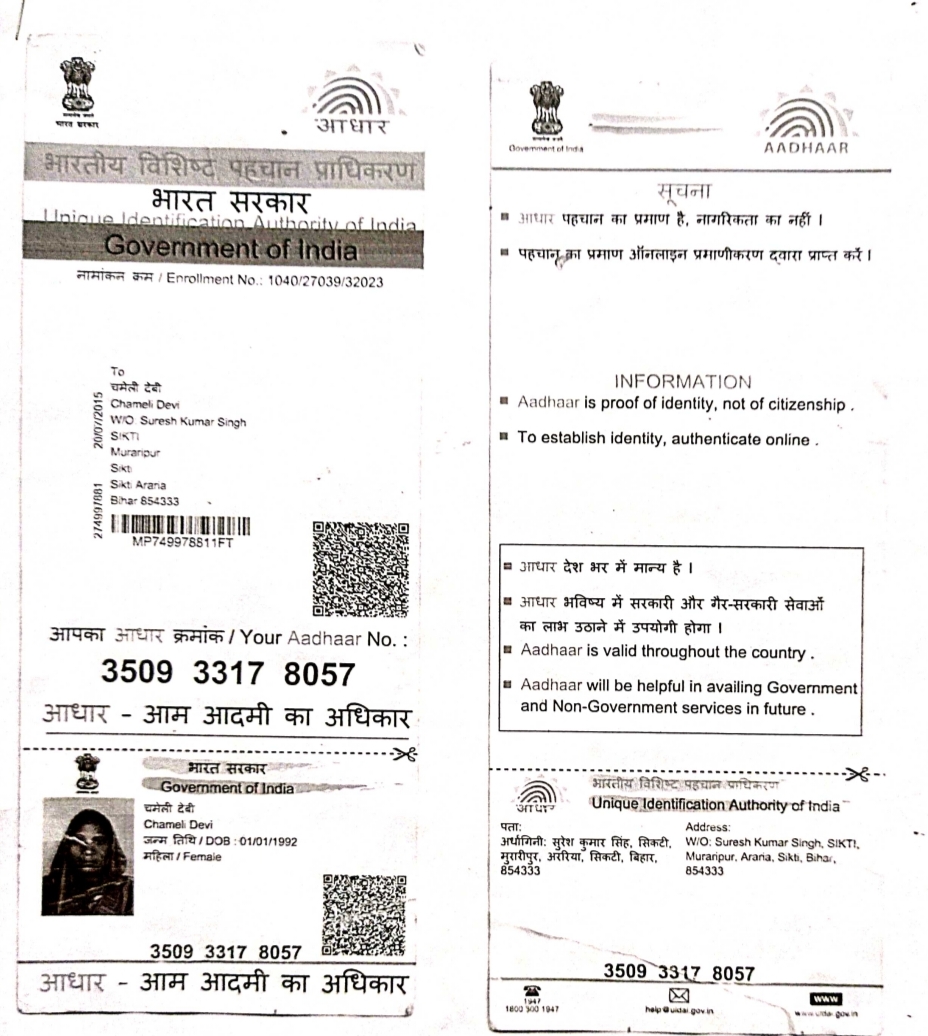 सत्यमेव जयते
भारत सरकार
आधार
भारतीय विशिष्ट पहचान प्राधिकरण
भारत सरकार
Unique Identification Authority of India
Government of India
नामांकन क्रम / Enrollment No.: 1040/27039/32023
To
चमेली देबी
Chameli Devi
W/O: Suresh Kumar Singh
SIKTI
Muraripur
Sikti
Sikti Araria
Bihar 854333
20/07/2015
274997881
MP749978811FT
आपका आधार क्रमांक / Your Aadhaar No. :
3509 3317 8057
आधार - आम आदमी का अधिकार
भारत सरकार
Government of India
चमेली देबी
Chameli Devi
जन्म तिथि / DOB : 01/01/1992
महिला / Female
3509 3317 8057
आधार - आम आदमी का अधिकार
Government of India
AADHAAR
सूचना
आधार पहचान का प्रमाण है, नागरिकता का नहीं ।
पहचान का प्रमाण ऑनलाइन प्रमाणीकरण द्वारा प्राप्त करें ।
INFORMATION
Aadhaar is proof of identity, not of citizenship .
To establish identity, authenticate online .
आधार देश भर में मान्य है ।
आधार भविष्य में सरकारी और गैर-सरकारी सेवाओं
का लाभ उठाने में उपयोगी होगा ।
Aadhaar is valid throughout the country .
Aadhaar will be helpful in availing Government
and Non-Government services in future .
भारतीय विशिष्ट पहचान प्राधिकरण
Unique Identification Authority of India
आधार
पता:
अर्धांगिनी: सुरेश कुमार सिंह, सिकटी,
मुरारीपुर, अररिया, सिकटी, बिहार,
854333
Address:
W/O: Suresh Kumar Singh, SIKTI,
Muraripur, Araria, Sikti, Bihar,
854333
3509 3317 8057
1947
1800 300 1947
help@uidai.gov.in
www
www.uidai.gov.in